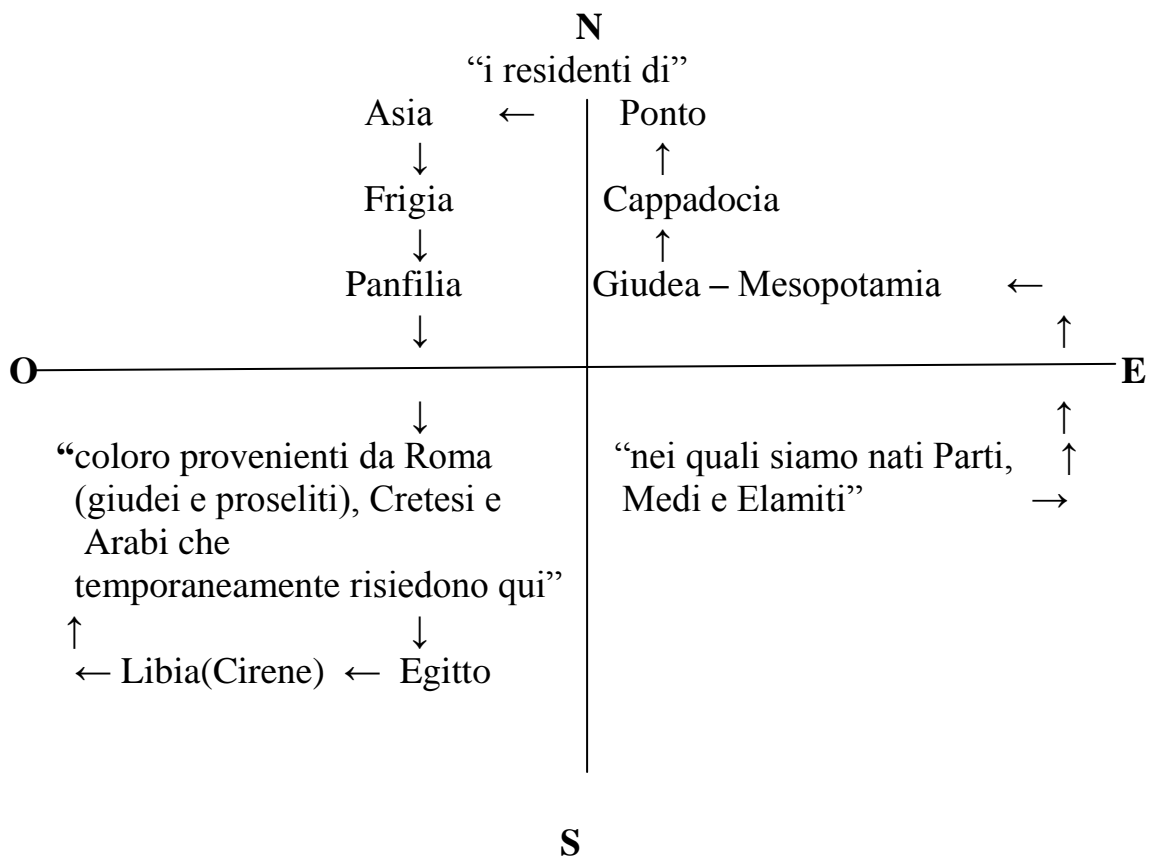 N
“i residenti di”
Asia ← Ponto
↓ ↑
Frigia Cappadocia
↓ ↑
Panfilia Giudea – Mesopotamia ←
↓ ↑
O E
↓ ↑
“coloro provenienti da Roma “nei quali siamo nati Parti, ↑
(giudei e proseliti), Cretesi e Medi e Elamiti” →
Arabi che
temporaneamente risiedono qui”
↑ ↓
← Libia(Cirene) ← Egitto
S